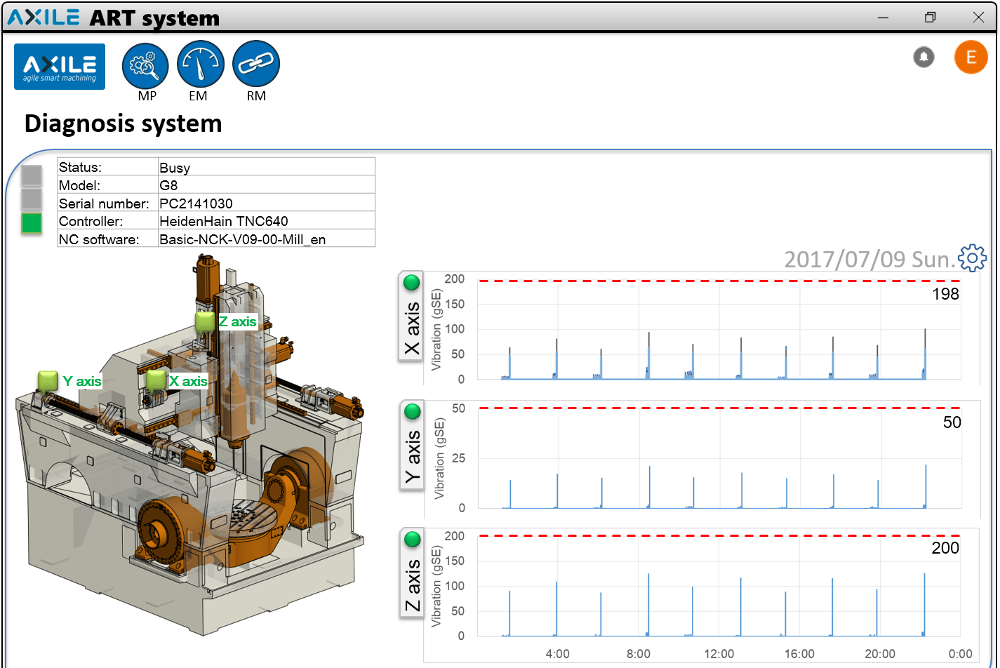 AXILE ART system
AXILE
agile smart machining
MP EM RM
E
Diagnosis system
Status: Busy
Model: G8
Serial number: PC2141030
Controller: HeidenHain TNC640
NC software: Basic-NCK-V09-00-Mill_en
2017/07/09 Sun.
Z axis
Y axis
X axis
X axis
Vibration (gSE)
200
150
100
50
0
198
Y axis
Vibration (gSE)
50
25
0
50
Z axis
Vibration (gSE)
200
150
100
50
0
200
4:00 8:00 12:00 16:00 20:00 0:00